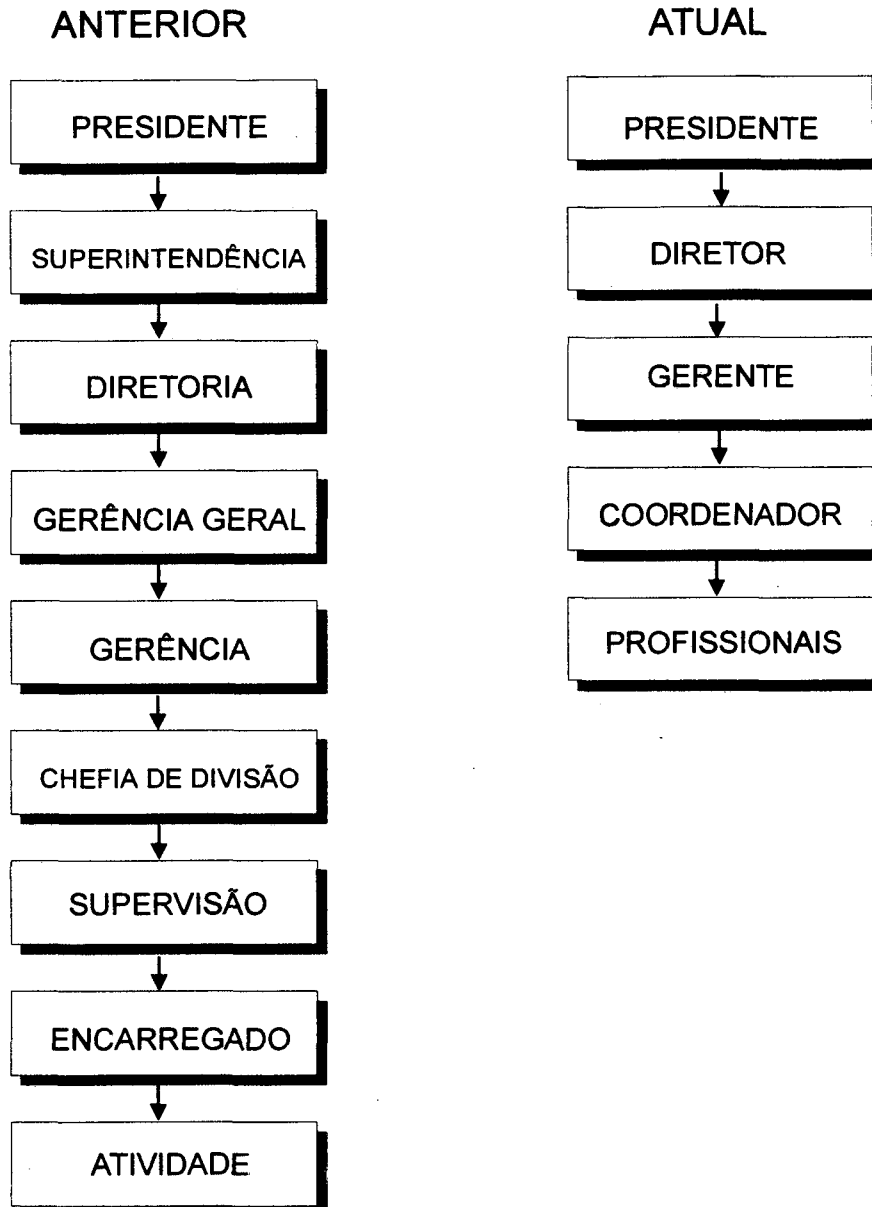 ANTERIOR
PRESIDENTE
SUPERINTENDÊNCIA
DIRETORIA
GERÊNCIA GERAL
GERÊNCIA
CHEFIA DE DIVISÃO
SUPERVISÃO
ENCARREGADO
ATIVIDADE
ATUAL
PRESIDENTE
DIRETOR
GERENTE
COORDENADOR
PROFISSIONAIS